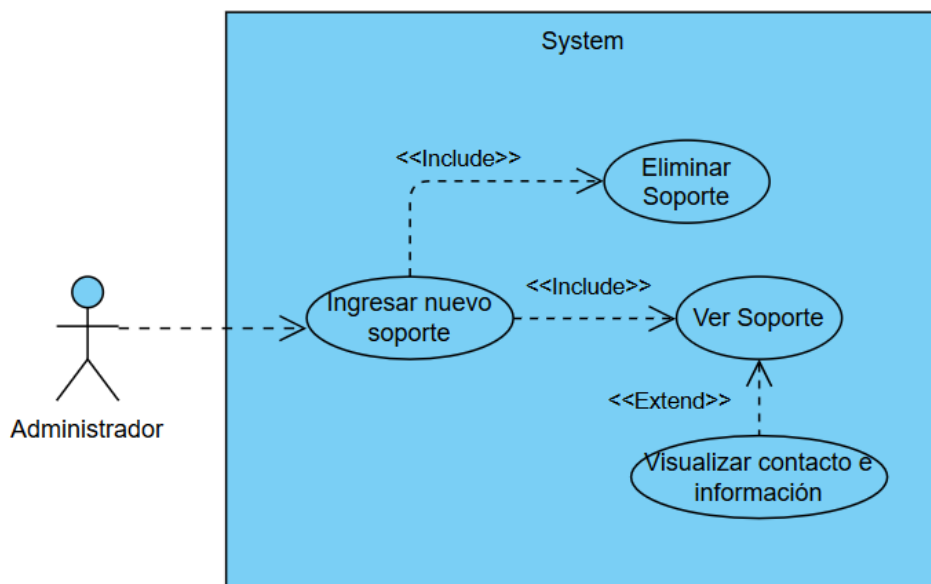 System
<<Include>>
Eliminar
Soporte
Ingresar nuevo
soporte
<<Include>>
Ver Soporte
Administrador
<<Extend>>
Visualizar contacto e
información